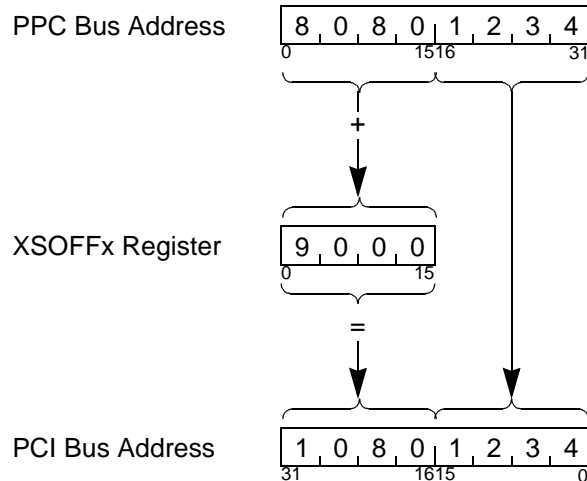 PPC Bus Address 8 0 8 0 1 2 3 4
0 15 16 31
+
XSOFFx Register 9 0 0 0
0 15
=
PCI Bus Address 1 0 8 0 1 2 3 4
31 16 15 0